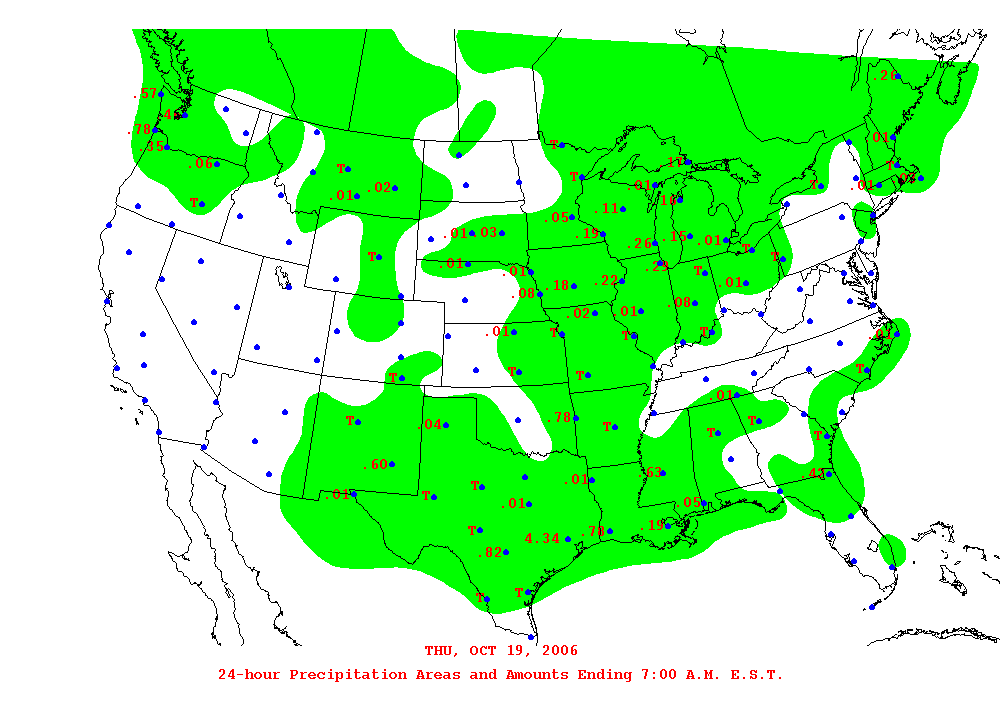 .26
.57
.45
.78
.35
.01
T
.06
T
.17
T
T
.01
.02
T
.01
T
.01
.16
T
.05
.11
.01 .03
.19
.26
.15
.01
T
T
T
.01
.23
.01
T
.18
.22
.01
.08
.08
.02
.01
.01
T
T
T
.01
T
T
T
T
.01
T
.04
.78
T
T
T
T
.60
.63
.42
T
.01
.01
T
.01
.05
T
.19
4.34
.78
.82
T
T
THU, OCT 19, 2006
24-hour Precipitation Areas and Amounts Ending 7:00 A.M. E.S.T.